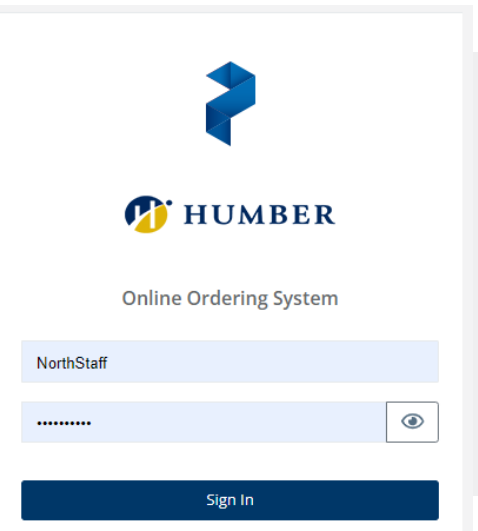 HUMBER
Online Ordering System
NorthStaff
••••••••••
Sign In